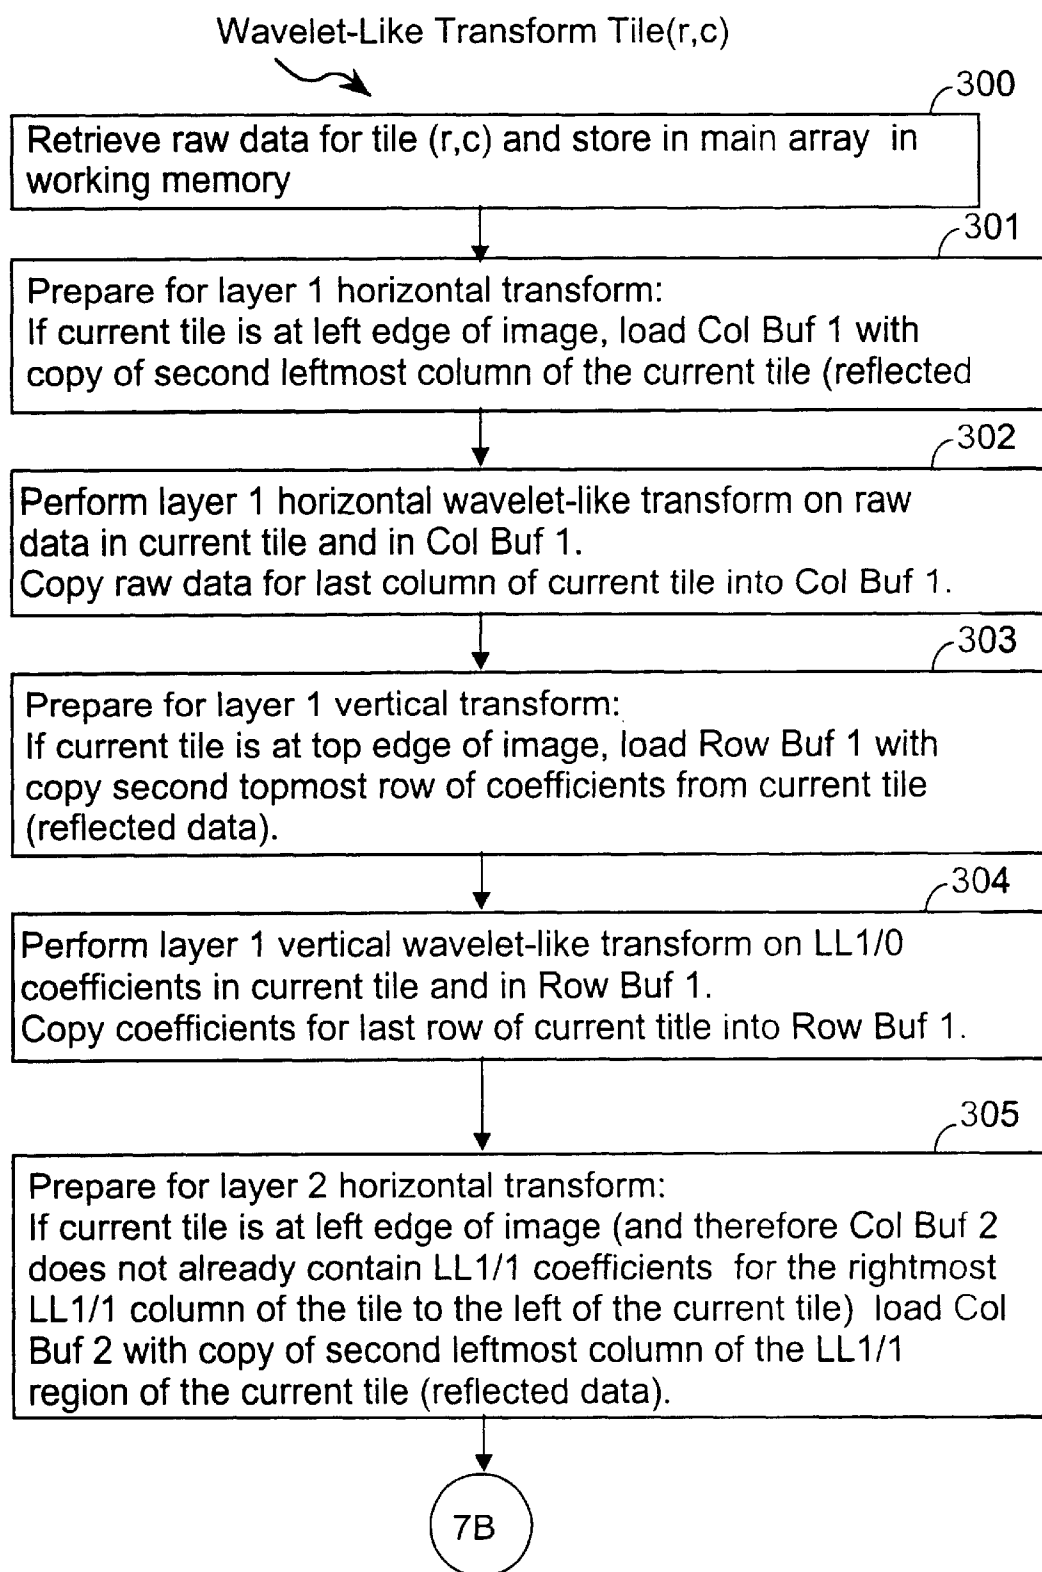 Wavelet-Like Transform Tile(r,c)
300
Retrieve raw data for tile (r,c) and store in main array in
working memory
301
Prepare for layer 1 horizontal transform:
If current tile is at left edge of image, load Col Buf 1 with
copy of second leftmost column of the current tile (reflected
302
Perform layer 1 horizontal wavelet-like transform on raw
data in current tile and in Col Buf 1.
Copy raw data for last column of current tile into Col Buf 1.
303
Prepare for layer 1 vertical transform:
If current tile is at top edge of image, load Row Buf 1 with
copy second topmost row of coefficients from current tile
(reflected data).
304
Perform layer 1 vertical wavelet-like transform on LL1/0
coefficients in current tile and in Row Buf 1.
Copy coefficients for last row of current title into Row Buf 1.
305
Prepare for layer 2 horizontal transform:
If current tile is at left edge of image (and therefore Col Buf 2
does not already contain LL1/1 coefficients for the rightmost
LL1/1 column of the tile to the left of the current tile) load Col
Buf 2 with copy of second leftmost column of the LL1/1
region of the current tile (reflected data).
7B